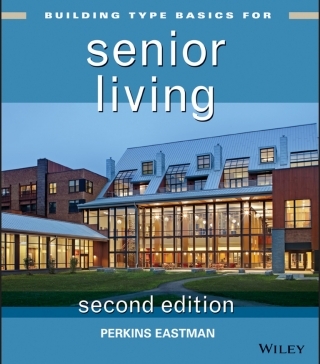 BUILDING TYPE BASICS FOR
senior
living
second edition
PERKINS EASTMAN
WILEY